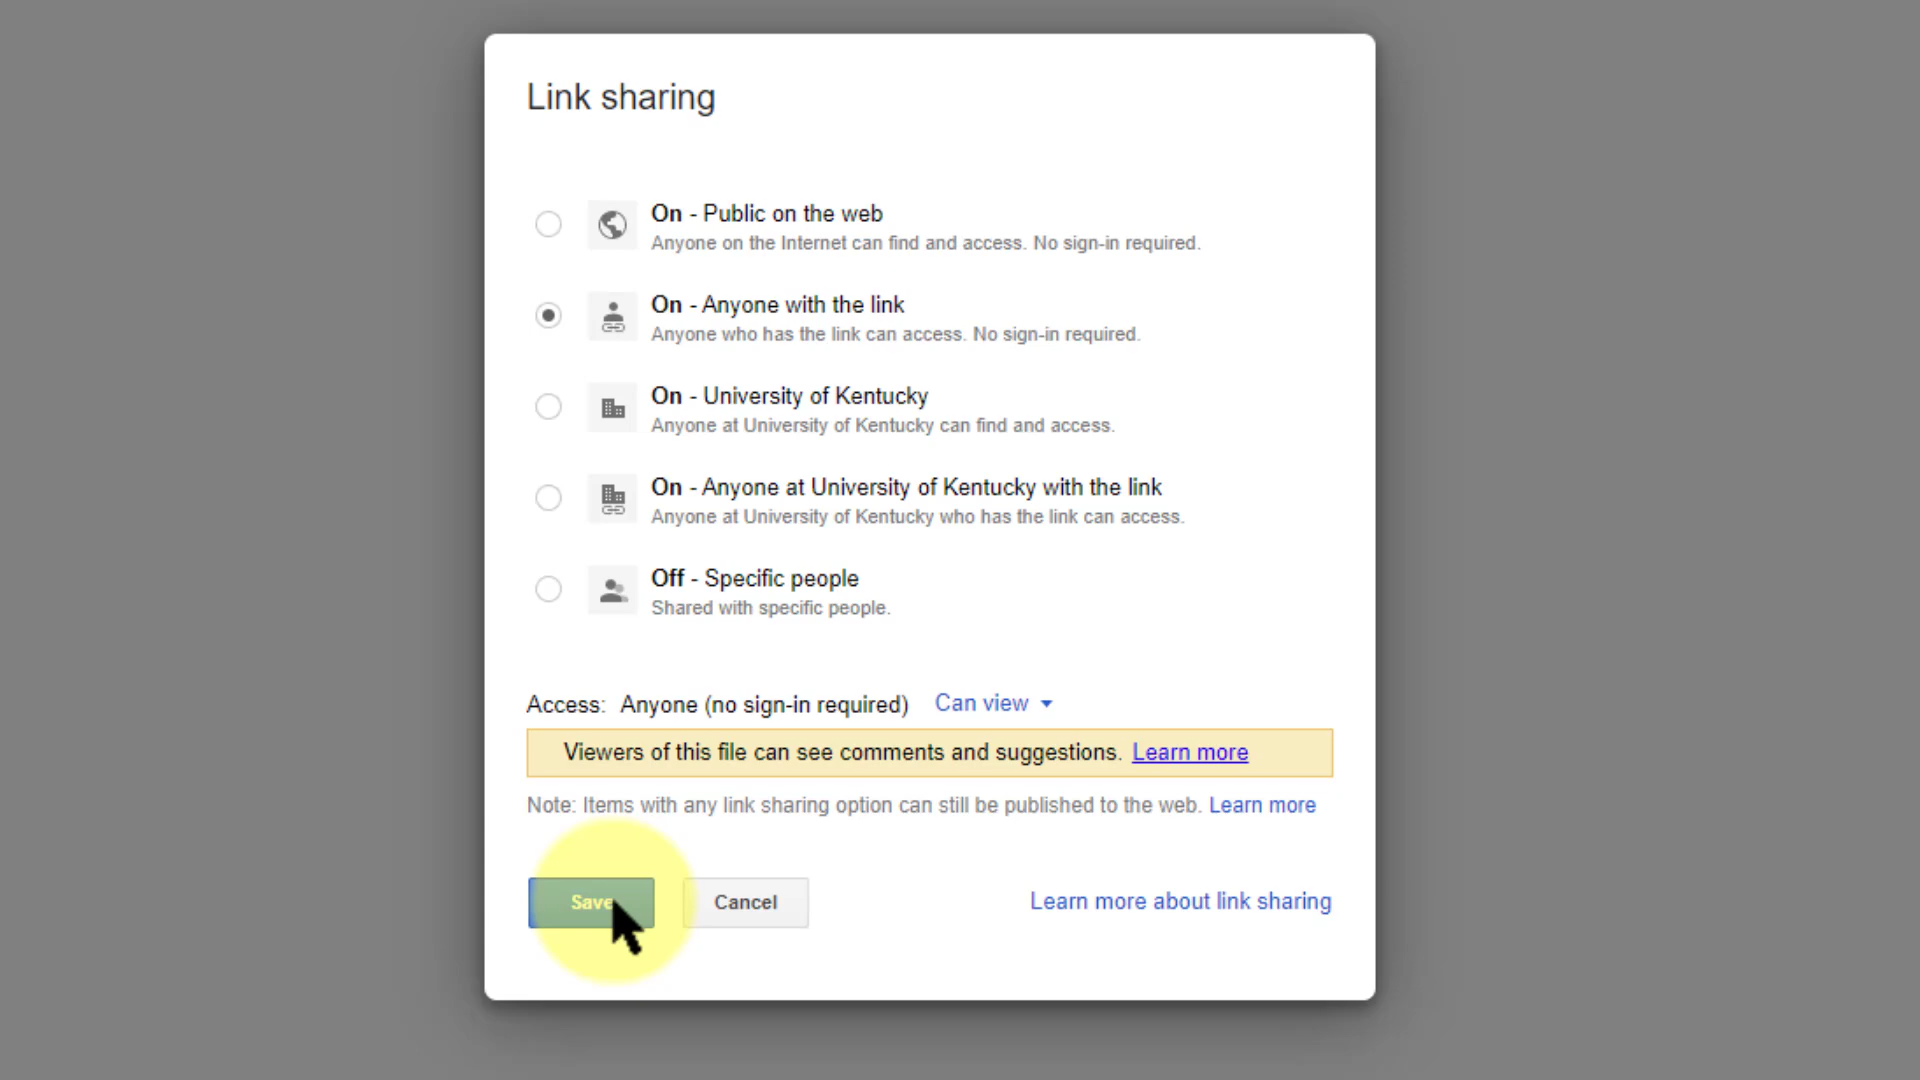 Link sharing
On - Public on the web
Anyone on the Internet can find and access. No sign-in required.
On - Anyone with the link
Anyone who has the link can access. No sign-in required.
On - University of Kentucky
Anyone at University of Kentucky can find and access.
On - Anyone at University of Kentucky with the link
Anyone at University of Kentucky who has the link can access.
Off - Specific people
Shared with specific people.
Access: Anyone (no sign-in required) Can view
Viewers of this file can see comments and suggestions. Learn more
Note: Items with any link sharing option can still be published to the web. Learn more
Save Cancel Learn more about link sharing